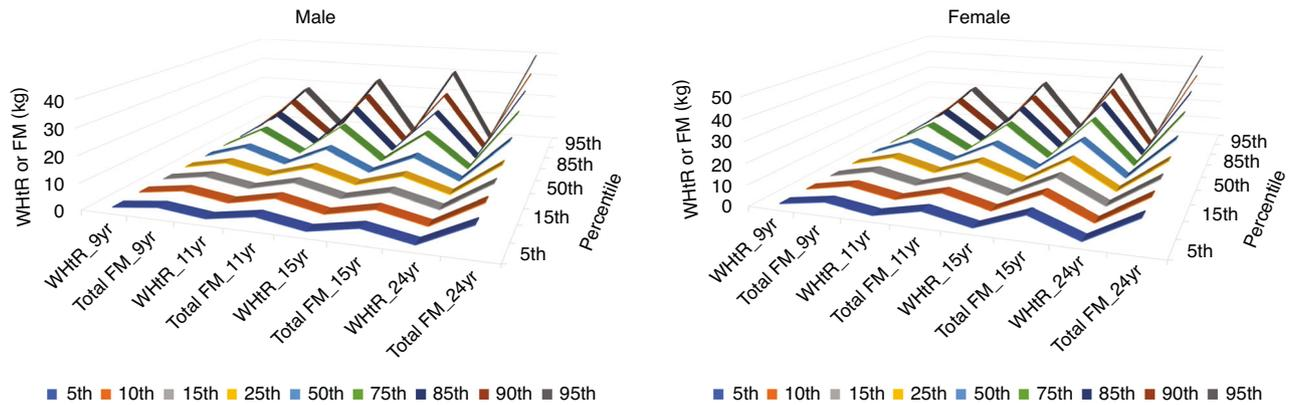 Male
WHtR or FM (kg)
40
30
20
10
0
WHtR_9yr
Total FM_9yr
WHtR_11yr
Total FM_11yr
WHtR_15yr
Total FM_15yr
WHtR_24yr
Total FM_24yr
95th
85th
50th
15th
5th
Percentile
5th 10th 15th 25th 50th 75th 85th 90th 95th
Female
WHtR or FM (kg)
50
40
30
20
10
0
WHtR_9yr
Total FM_9yr
WHtR_11yr
Total FM_11yr
WHtR_15yr
Total FM_15yr
WHtR_24yr
Total FM_24yr
95th
85th
50th
15th
5th
Percentile
5th 10th 15th 25th 50th 75th 85th 90th 95th